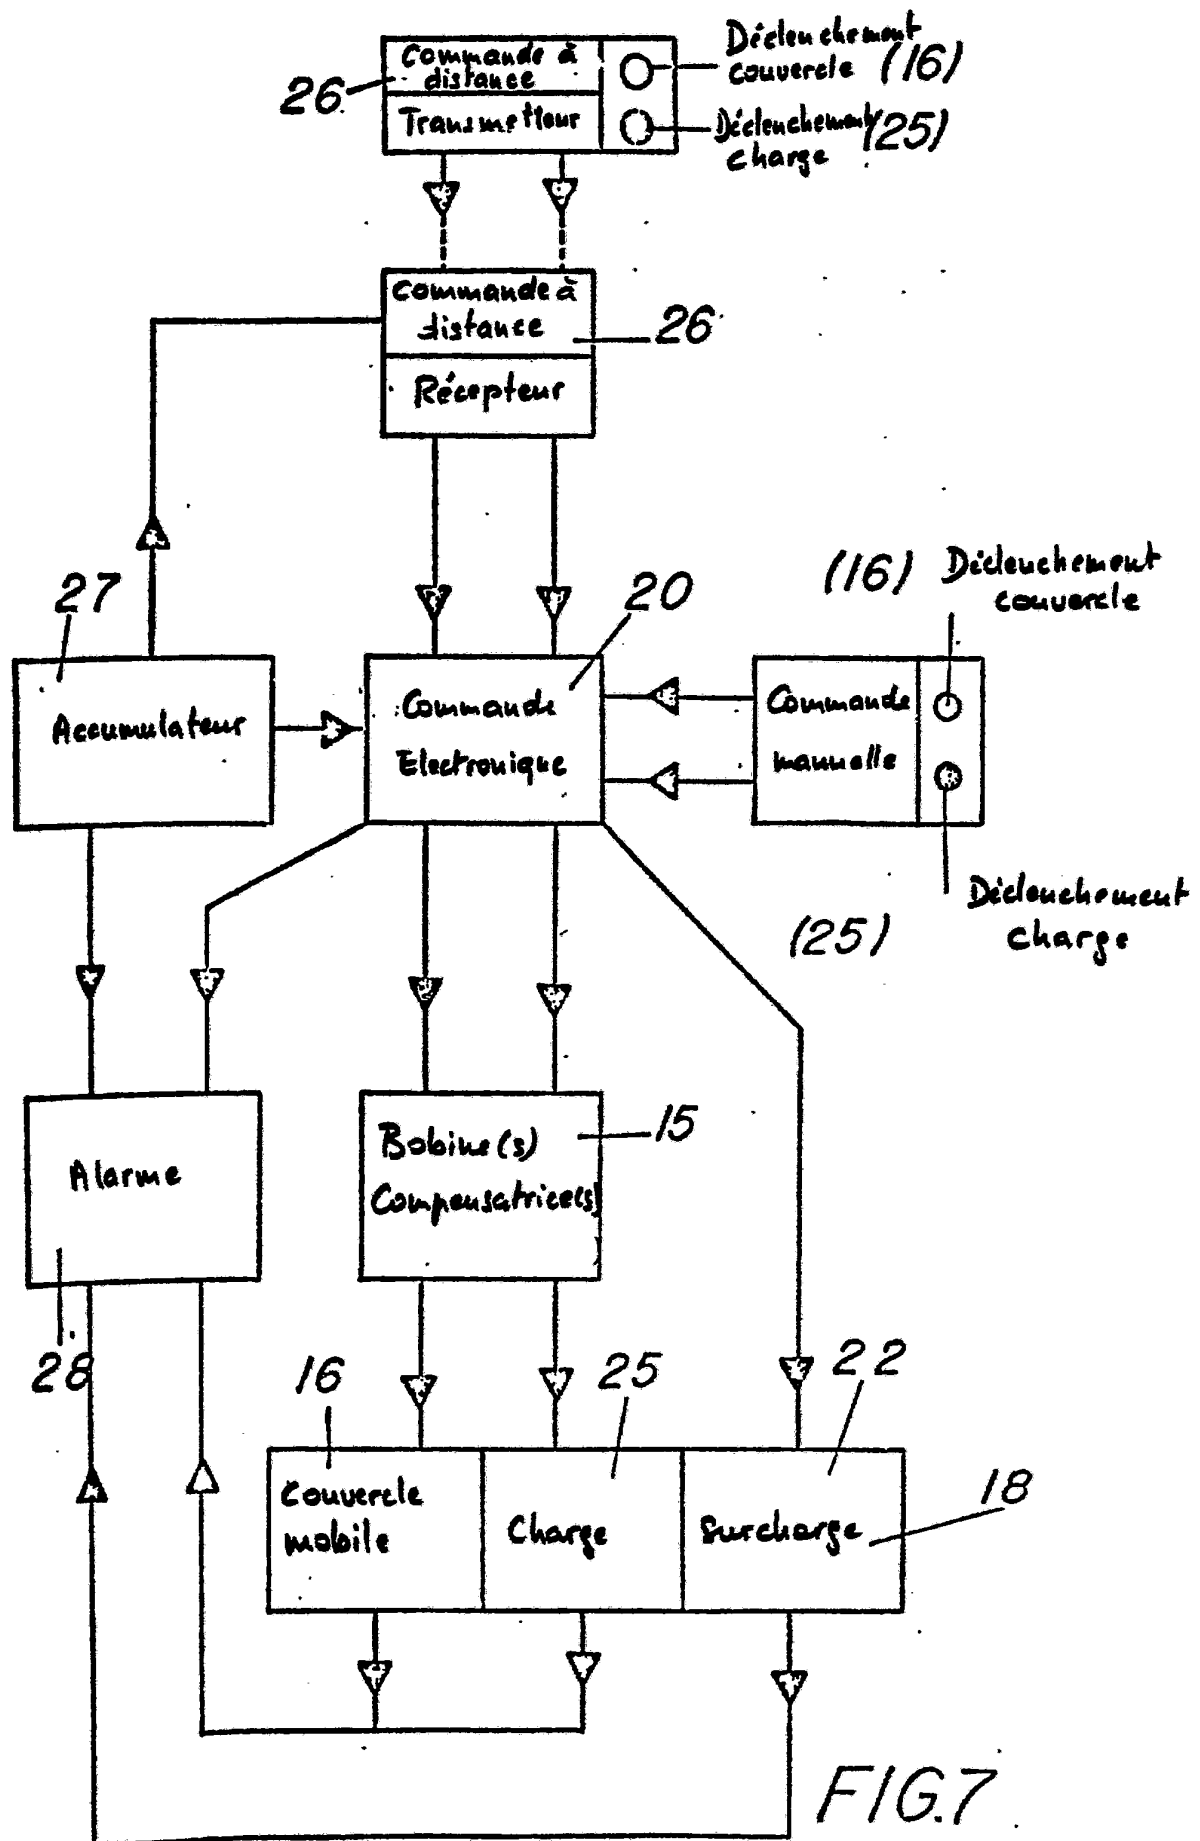 Commande à
distance
Transmetteur
26
Déclenchement
couvercle (16)
Déclenchement (25)
charge
Commande à
distance
26
Récepteur
27
20
(16) Déclenchement
couvercle
Accumulateur
Commande
Electronique
Commande
manuelle
Déclenchement
charge
(25)
Alarme
Bobine(s)
Compensatrice(s)
15
28
16
25
22
18
Couvercle
mobile
Charge
Surcharge
FIG.7